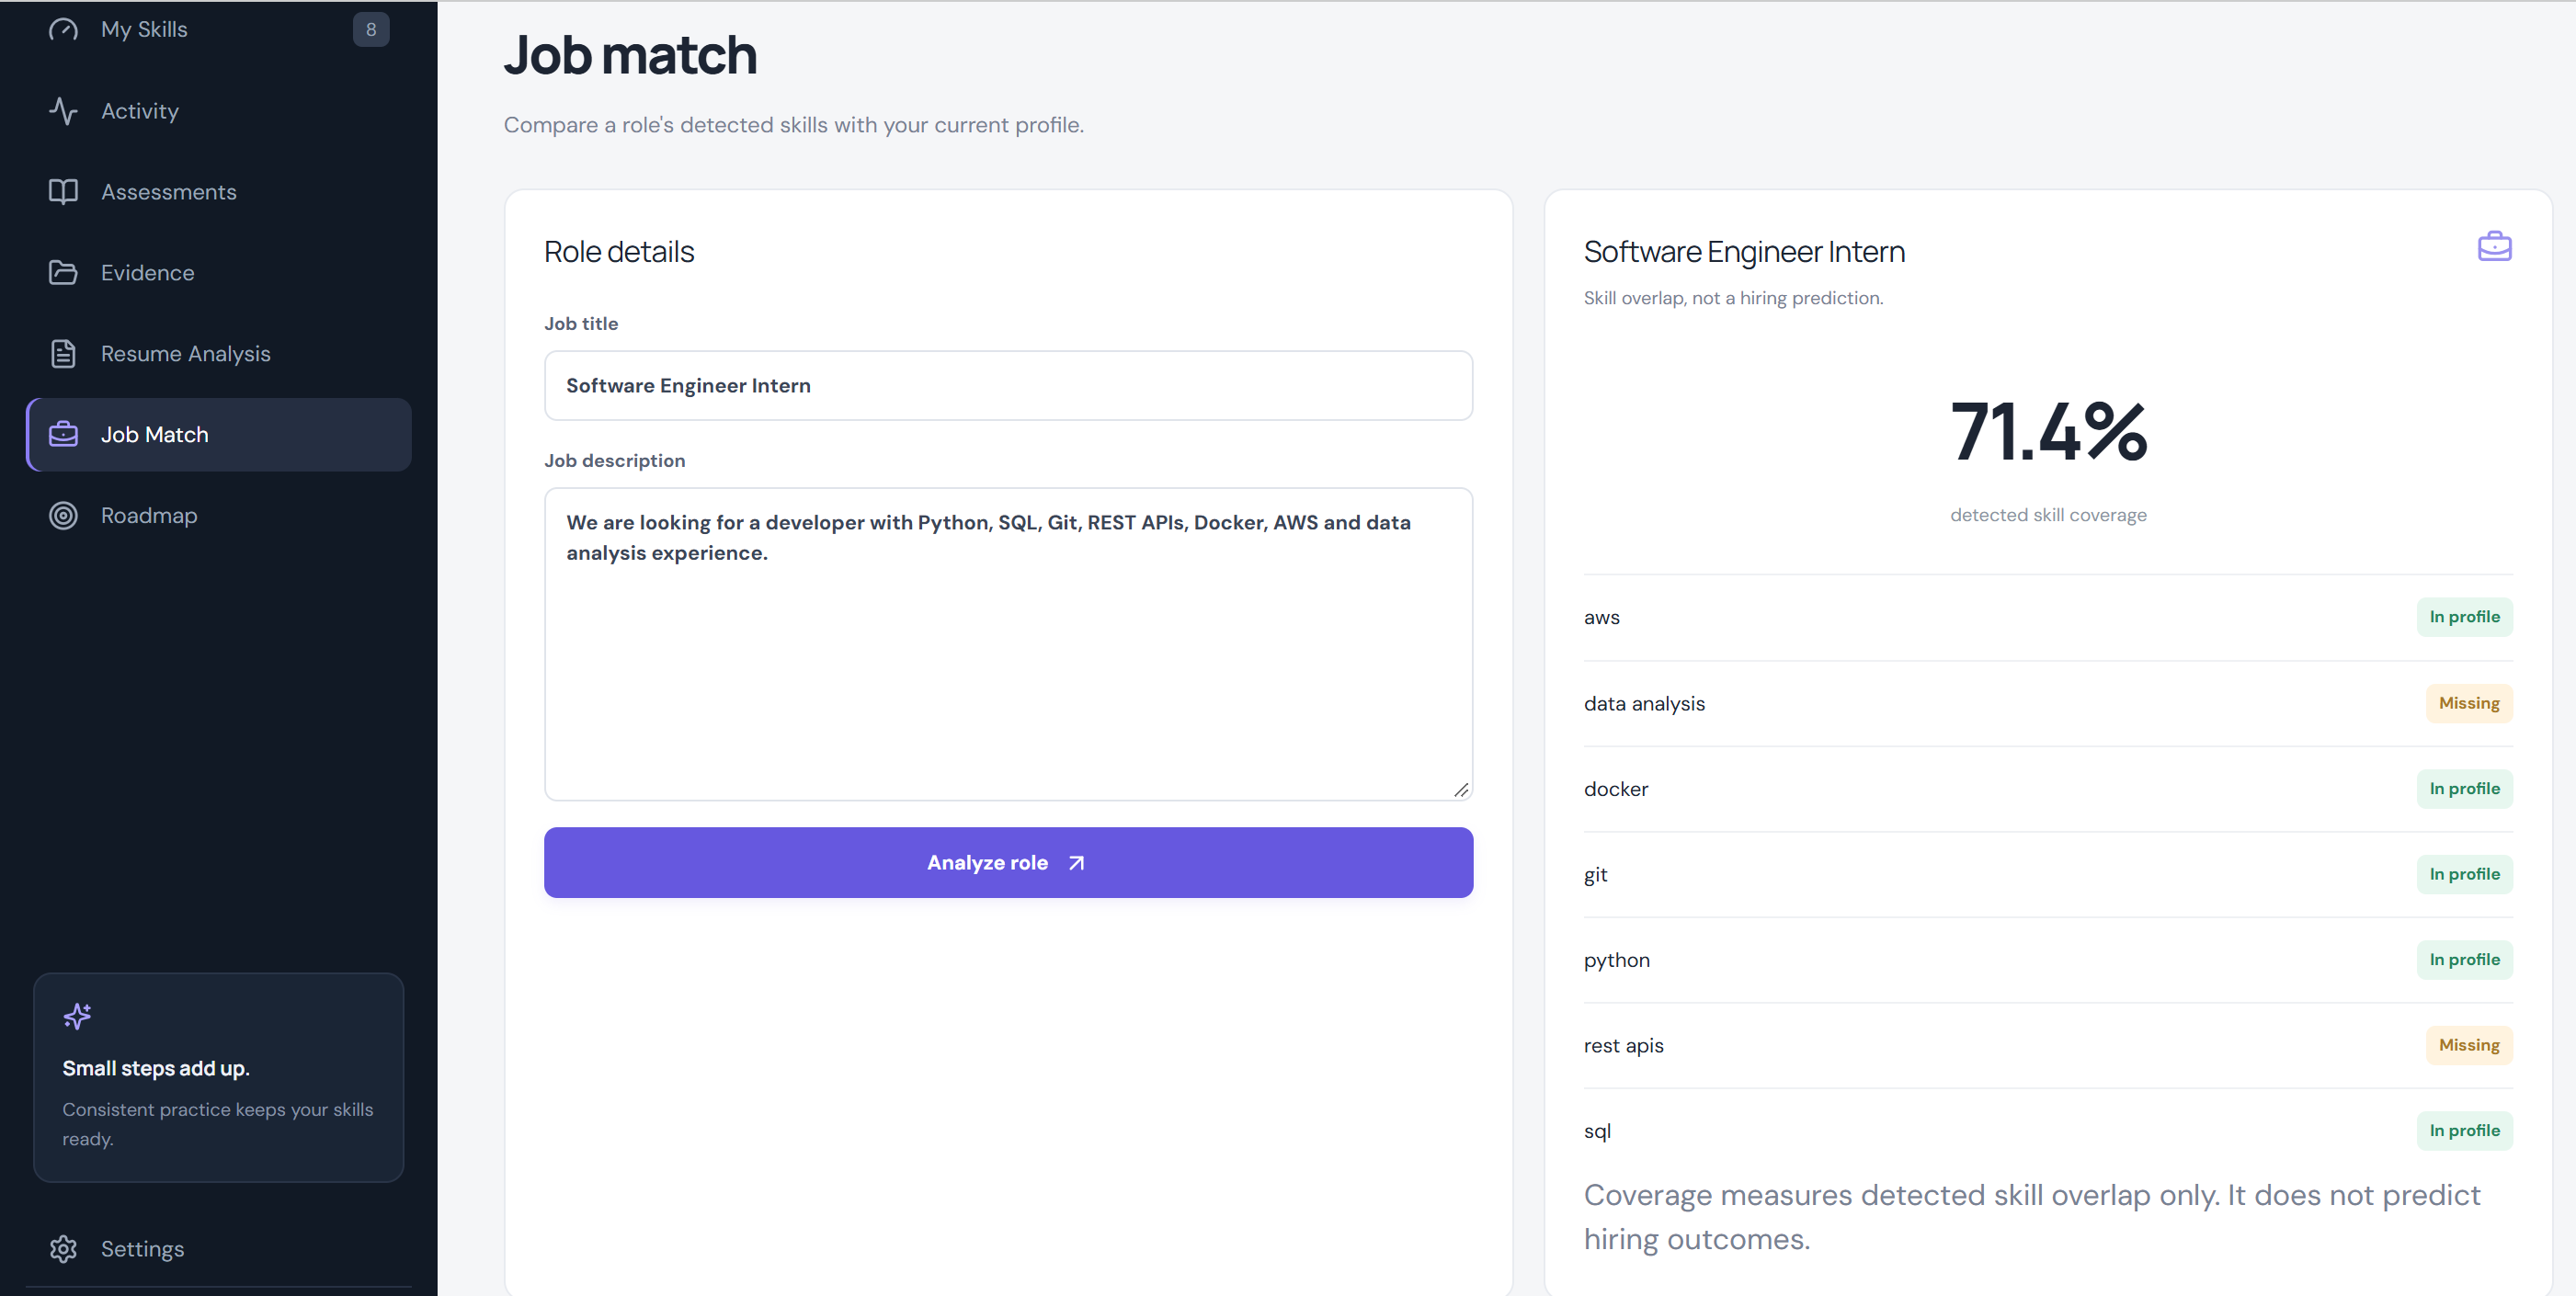 My Skills
8
Activity
Assessments
Evidence
Resume Analysis
Job Match
Roadmap
Small steps add up.
Consistent practice keeps your skills
ready.
Settings
Job match
Compare a role's detected skills with your current profile.
Role details
Job title
Software Engineer Intern
Job description
We are looking for a developer with Python, SQL, Git, REST APIs, Docker, AWS and data
analysis experience.
Analyze role
Software Engineer Intern
Skill overlap, not a hiring prediction.
71.4%
detected skill coverage
aws In profile
data analysis Missing
docker In profile
git In profile
python In profile
rest apis Missing
sql In profile
Coverage measures detected skill overlap only. It does not predict
hiring outcomes.